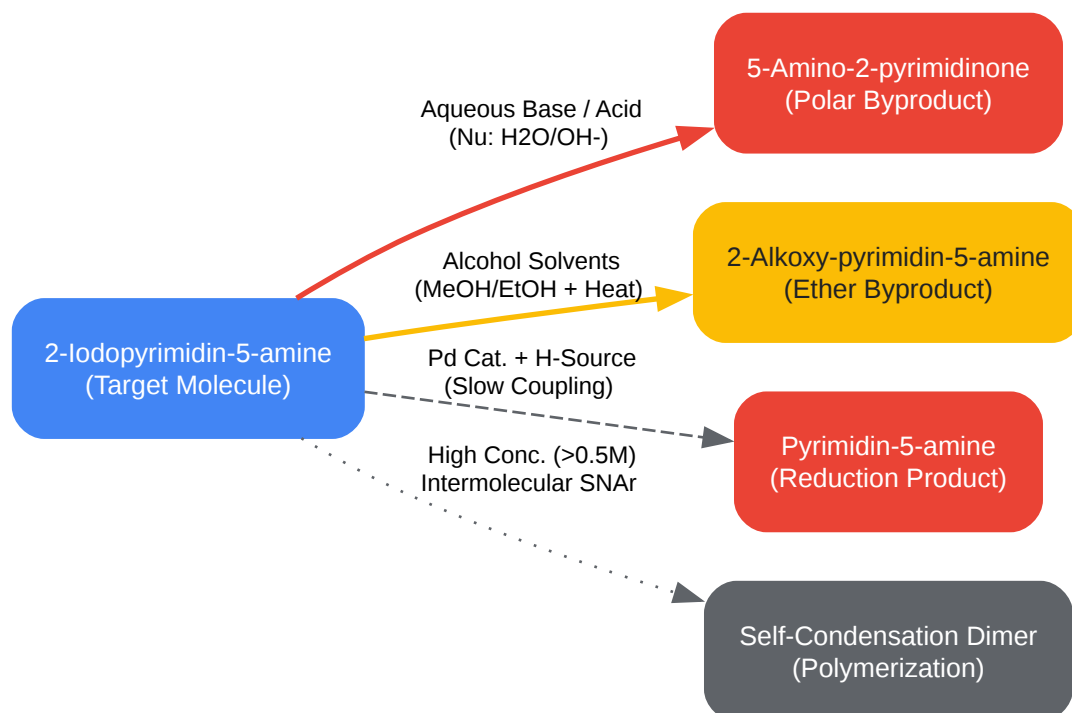 5-Amino-2-pyrimidinone
(Polar Byproduct)
Aqueous Base / Acid
(Nu: H2O/OH-)
2-Alkoxy-pyrimidin-5-amine
(Ether Byproduct)
Alcohol Solvents
(MeOH/EtOH + Heat)
2-Iodopyrimidin-5-amine
(Target Molecule)
Pd Cat. + H-Source
(Slow Coupling)
Pyrimidin-5-amine
(Reduction Product)
High Conc. (>0.5M)
Intermolecular SNAr
Self-Condensation Dimer
(Polymerization)